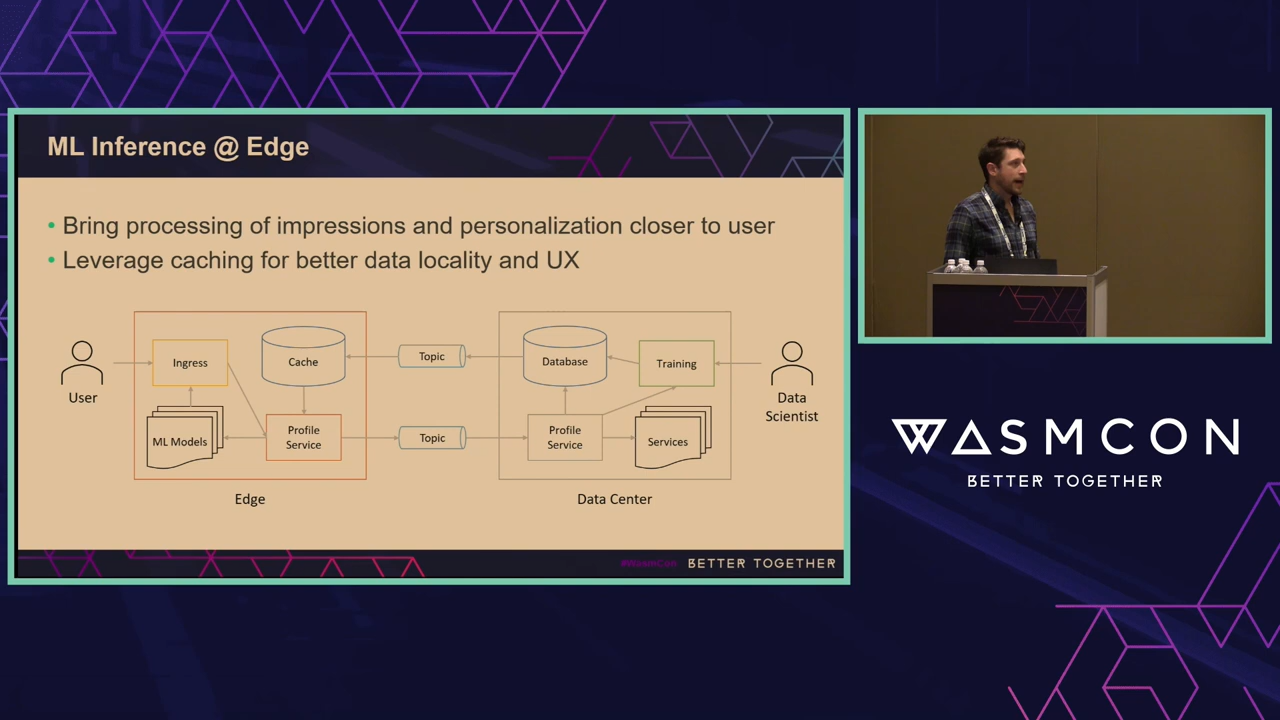 ML Inference @ Edge
• Bring processing of impressions and personalization closer to user
• Leverage caching for better data locality and UX
User
Ingress
Cache
ML Models
Profile
Service
Edge
Topic
Topic
Database
Training
Profile
Service
Services
Data Center
Data
Scientist
#WasmCon
BETTER TOGETHER
WASMCON
BETTER TOGETHER